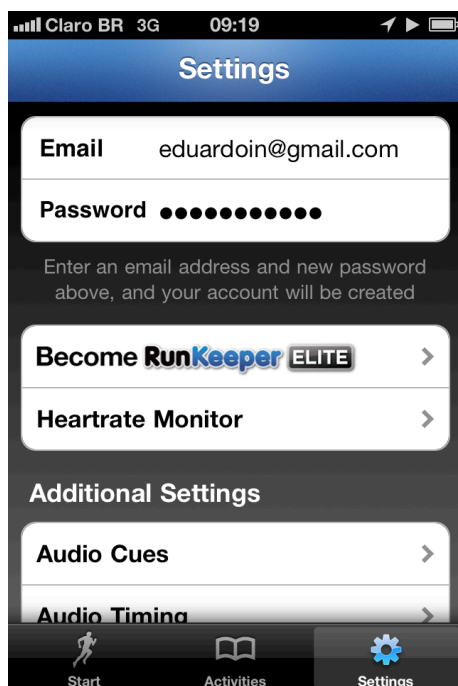 Claro BR 3G 09:19
Settings
Email eduardoin@gmail.com
Password
Enter an email address and new password
above, and your account will be created
Become RunKeeper ELITE
Heartrate Monitor
Additional Settings
Audio Cues
Audio Timing
Start Activities Settings